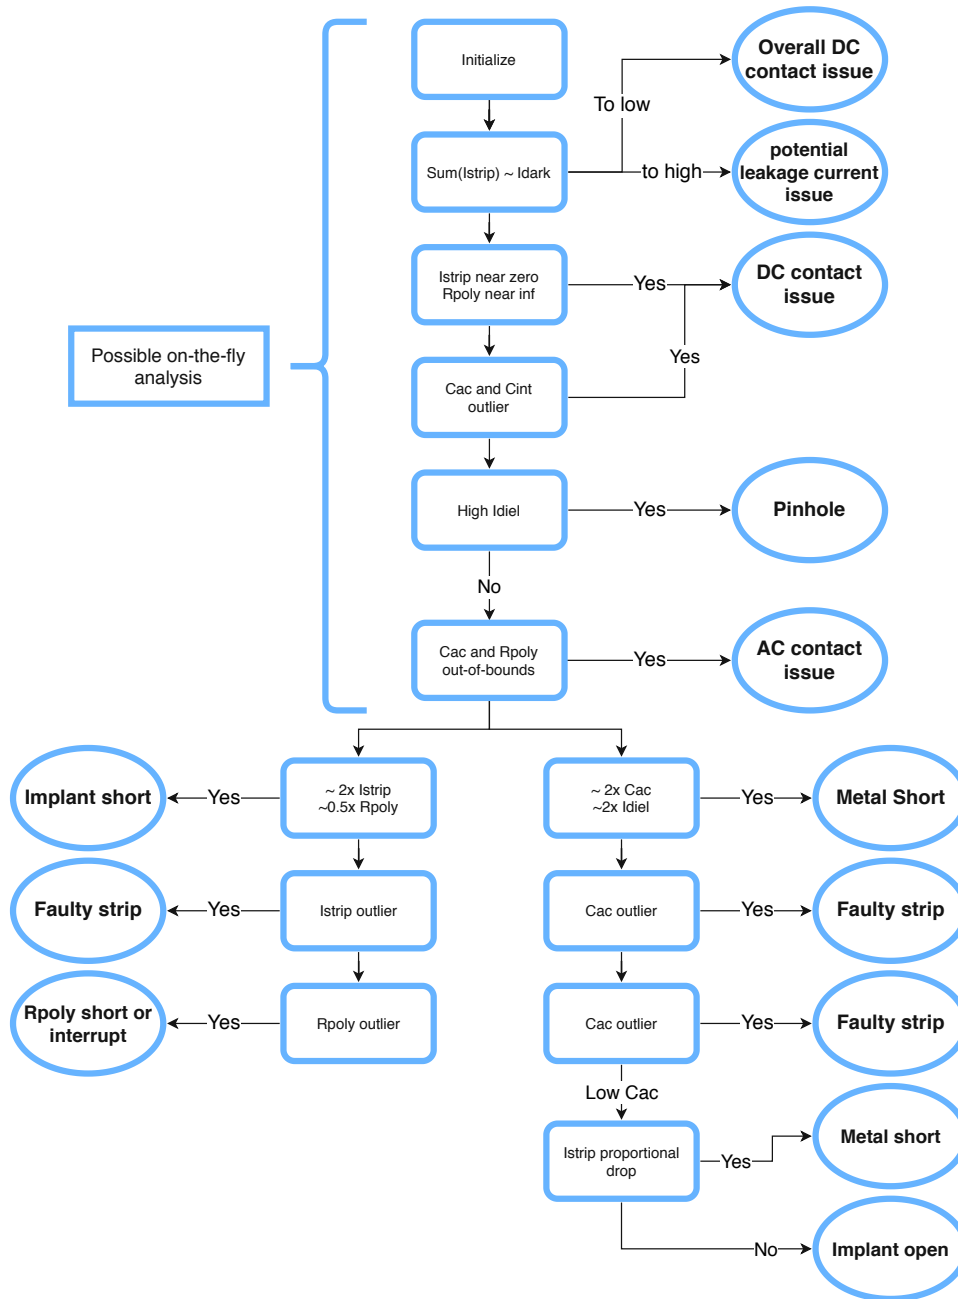 Initialize
Overall DC
contact issue
To low
Sum(Istrip) ~ Idark
to high
potential
leakage current
issue
Istrip near zero
Rpoly near inf
Yes
DC contact
issue
Possible on-the-fly
analysis
Yes
Cac and Cint
outlier
High Idiel
Yes
Pinhole
No
Cac and Rpoly
out-of-bounds
Yes
AC contact
issue
Implant short
Yes
~ 2x Istrip
~0.5x Rpoly
~ 2x Cac
~2x Idiel
Yes
Metal Short
Faulty strip
Yes
Istrip outlier
Cac outlier
Yes
Faulty strip
Rpoly short or
interrupt
Yes
Rpoly outlier
Cac outlier
Yes
Faulty strip
Low Cac
Istrip proportional
drop
Yes
Metal short
No
Implant open